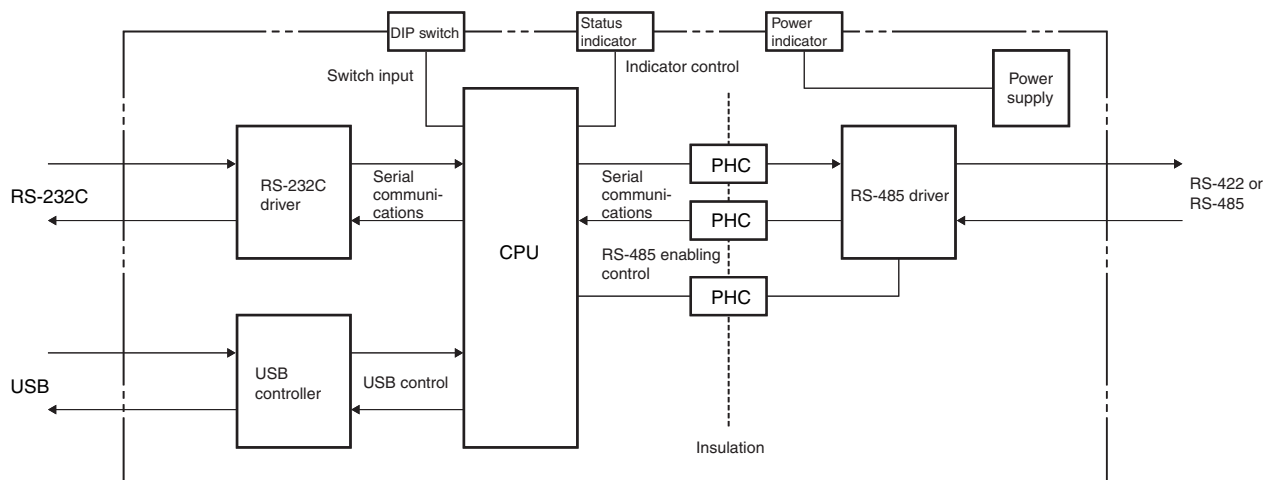 DIP switch
Status
indicator
Power
indicator
Switch input
Indicator control
Power
supply
RS-232C
RS-232C
driver
Serial
communi-
cations
CPU
Serial
communi-
cations
PHC
PHC
RS-485 driver
RS-422 or
RS-485
RS-485 enabling
control
PHC
USB
USB
controller
USB control
Insulation